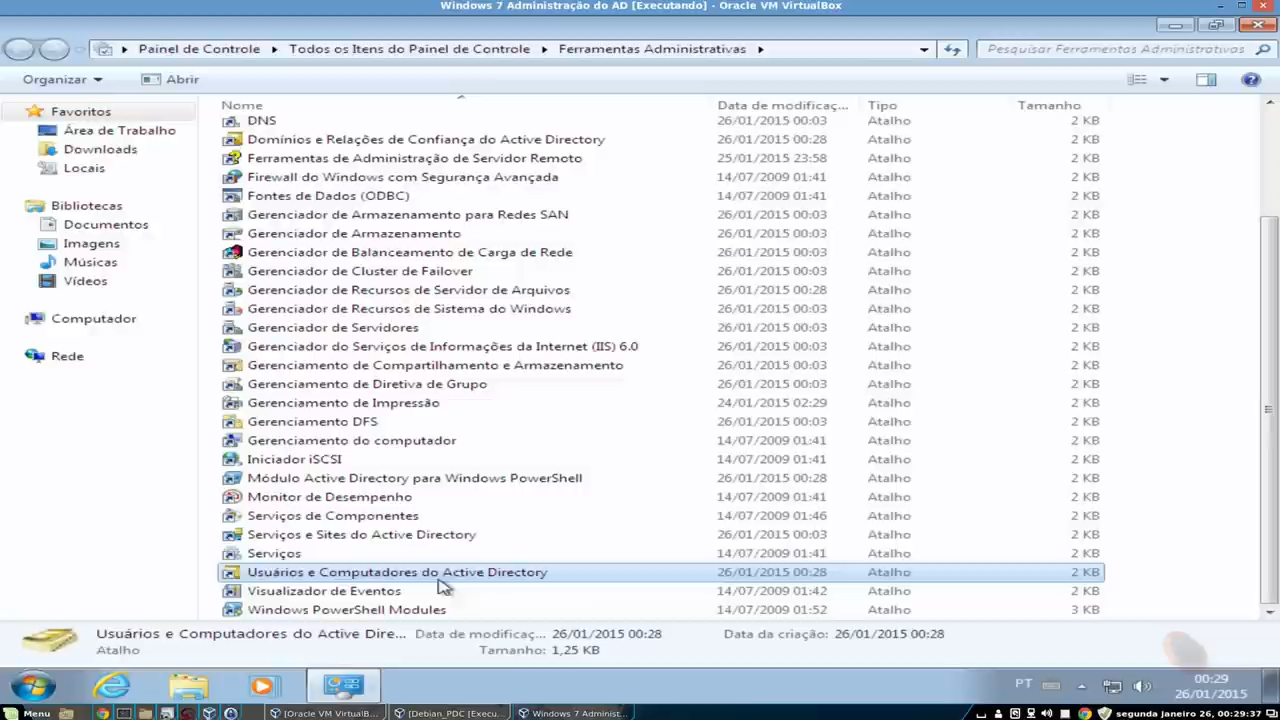 Windows 7 Administração do AD [Executando] - Oracle VM VirtualBox
Painel de Controle
Todos os Itens do Painel de Controle
Ferramentas Administrativas
Pesquisar Ferramentas Administrativas
Organizar
Abrir
Favoritos
Área de Trabalho
Downloads
Locais
Bibliotecas
Documentos
Imagens
Músicas
Vídeos
Computador
Rede
Nome Data de modificaç... Tipo Tamanho
DNS 26/01/2015 00:03 Atalho 2 KB
Domínios e Relações de Confiança do Active Directory 26/01/2015 00:28 Atalho 2 KB
Ferramentas de Administração de Servidor Remoto 25/01/2015 23:58 Atalho 2 KB
Firewall do Windows com Segurança Avançada 14/07/2009 01:41 Atalho 2 KB
Fontes de Dados (ODBC) 14/07/2009 01:41 Atalho 2 KB
Gerenciador de Armazenamento para Redes SAN 26/01/2015 00:03 Atalho 2 KB
Gerenciador de Armazenamento 26/01/2015 00:03 Atalho 2 KB
Gerenciador de Balanceamento de Carga de Rede 26/01/2015 00:03 Atalho 2 KB
Gerenciador de Cluster de Failover 26/01/2015 00:03 Atalho 2 KB
Gerenciador de Recursos de Servidor de Arquivos 26/01/2015 00:28 Atalho 2 KB
Gerenciador de Recursos de Sistema do Windows 26/01/2015 00:03 Atalho 2 KB
Gerenciador de Servidores 26/01/2015 00:03 Atalho 2 KB
Gerenciador do Serviços de Informações da Internet (IIS) 6.0 26/01/2015 00:03 Atalho 2 KB
Gerenciamento de Compartilhamento e Armazenamento 26/01/2015 00:03 Atalho 2 KB
Gerenciamento de Diretiva de Grupo 26/01/2015 00:03 Atalho 2 KB
Gerenciamento de Impressão 24/01/2015 02:29 Atalho 2 KB
Gerenciamento DFS 26/01/2015 00:03 Atalho 2 KB
Gerenciamento do computador 14/07/2009 01:41 Atalho 2 KB
Iniciador iSCSI 14/07/2009 01:41 Atalho 2 KB
Módulo Active Directory para Windows PowerShell 26/01/2015 00:28 Atalho 2 KB
Monitor de Desempenho 14/07/2009 01:41 Atalho 2 KB
Serviços de Componentes 14/07/2009 01:46 Atalho 2 KB
Serviços e Sites do Active Directory 26/01/2015 00:03 Atalho 2 KB
Serviços 14/07/2009 01:41 Atalho 2 KB
Usuários e Computadores do Active Directory 26/01/2015 00:28 Atalho 2 KB
Visualizador de Eventos 14/07/2009 01:42 Atalho 2 KB
Windows PowerShell Modules 14/07/2009 01:52 Atalho 3 KB
Usuários e Computadores do Active Dire... Data de modificaç... 26/01/2015 00:28 Data da criação: 26/01/2015 00:28
Atalho Tamanho: 1,25 KB
PT
00:29
26/01/2015
Menu
[Oracle VM VirtualB...
[Debian_PDC [Execu...
Windows 7 Administ...
segunda Janeiro 26, 00:29:37